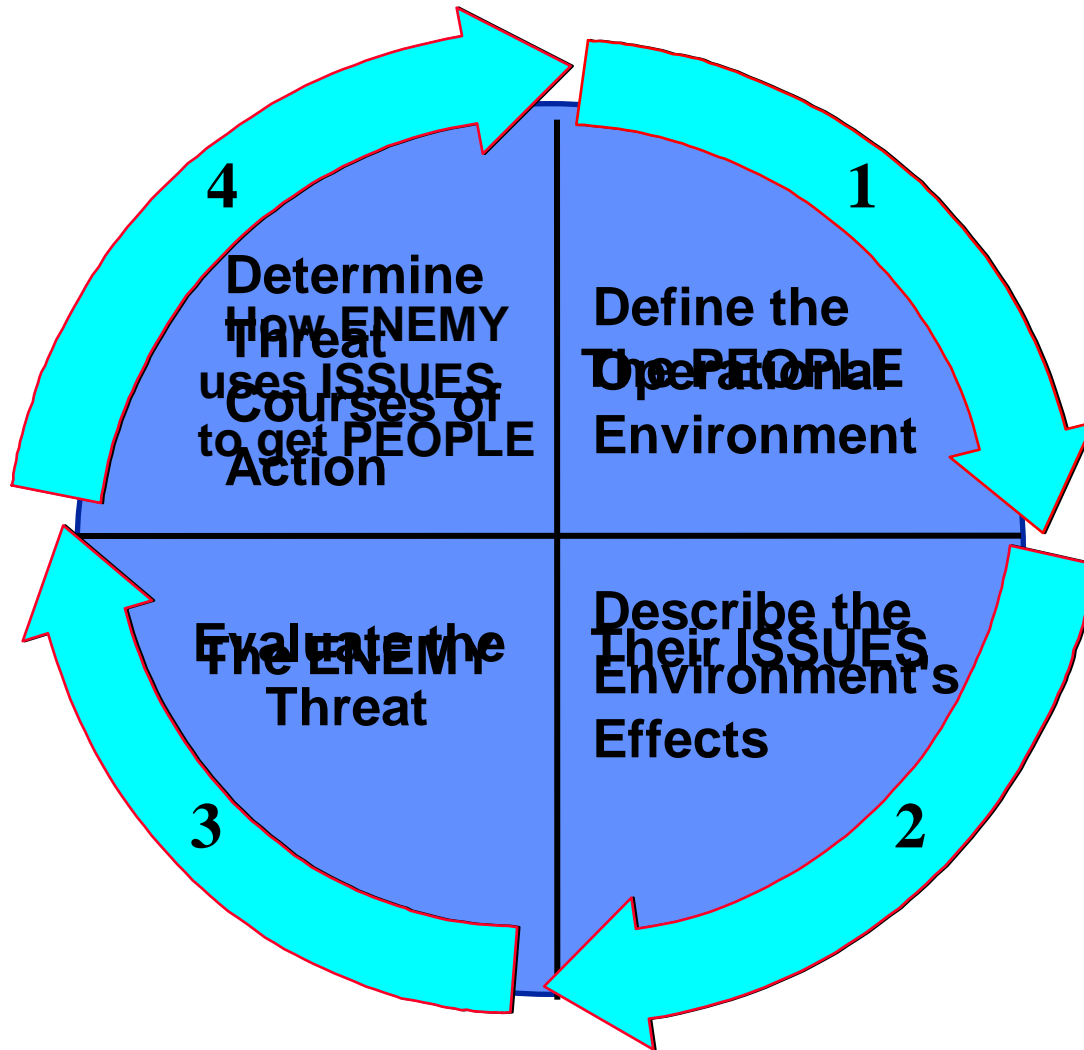 4
Determine
Threat
Courses of
Action
How ENEMY
uses ISSUES
to get PEOPLE
1
Define the
Operational
Environment
The PEOPLE
Evaluate the
Threat
The ENEMY
3
Describe the
Environment's
Effects
Their ISSUES
2